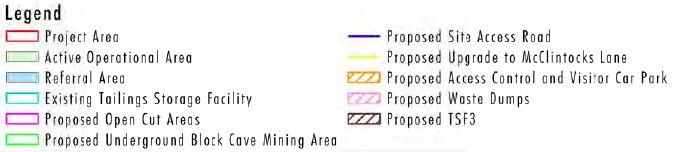 Legend
Project Area
Active Operational Area
Referral Area
Existing Tailings Storage Facility
Proposed Open Cut Areas
Proposed Underground Block Cave Mining Area
Proposed Site Access Road
Proposed Upgrade to McClintocks Lane
Proposed Access Control and Visitor Car Park
Proposed Waste Dumps
Proposed TSF3